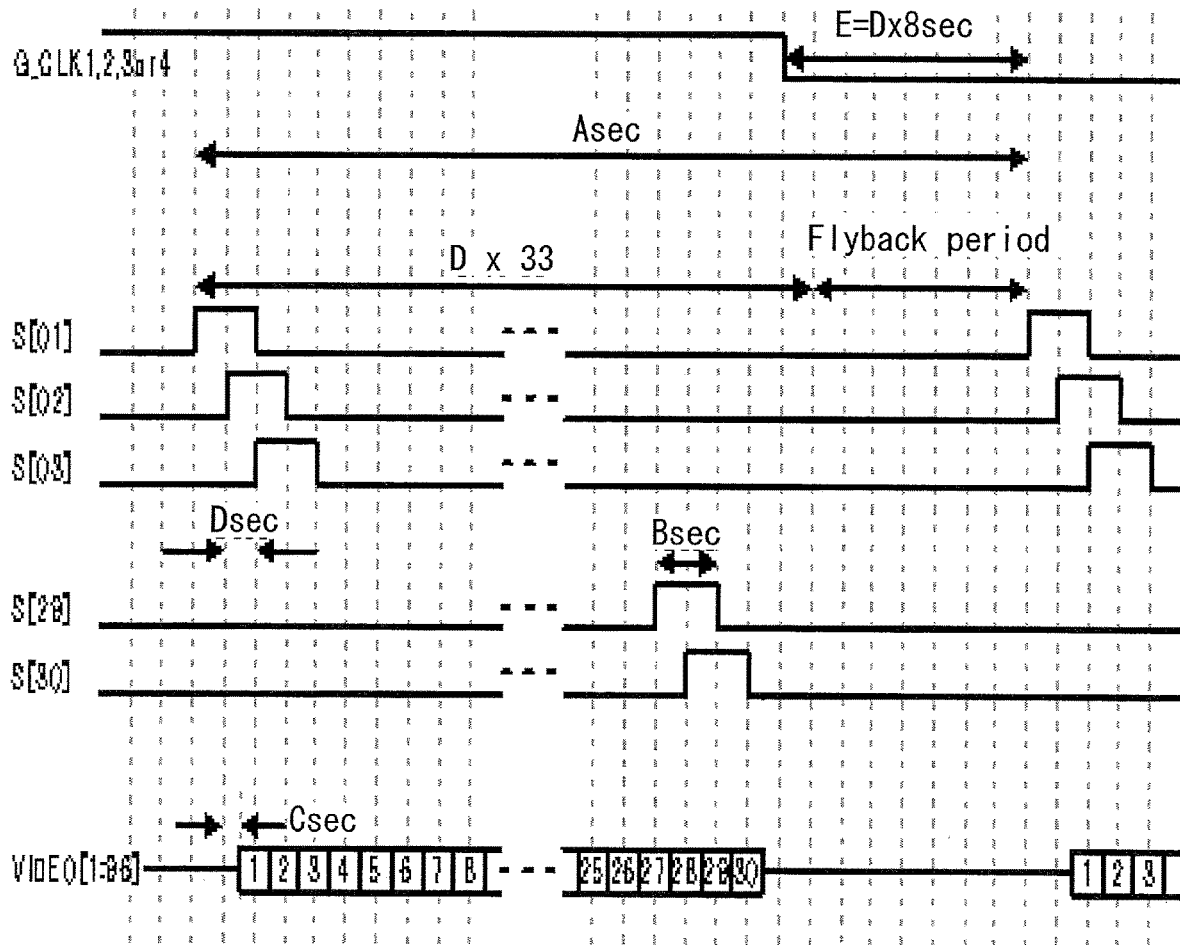 E=Dx8sec
G_CLK1,2,3or4
Asec
Flyback period
D x 33
S[01]
S[02]
S[03]
Dsec
Bsec
S[29]
S[30]
Csec
VIDEO[1:96]
1 2 3 4 5 6 7 8 25 26 27 28 29 30 1 2 3